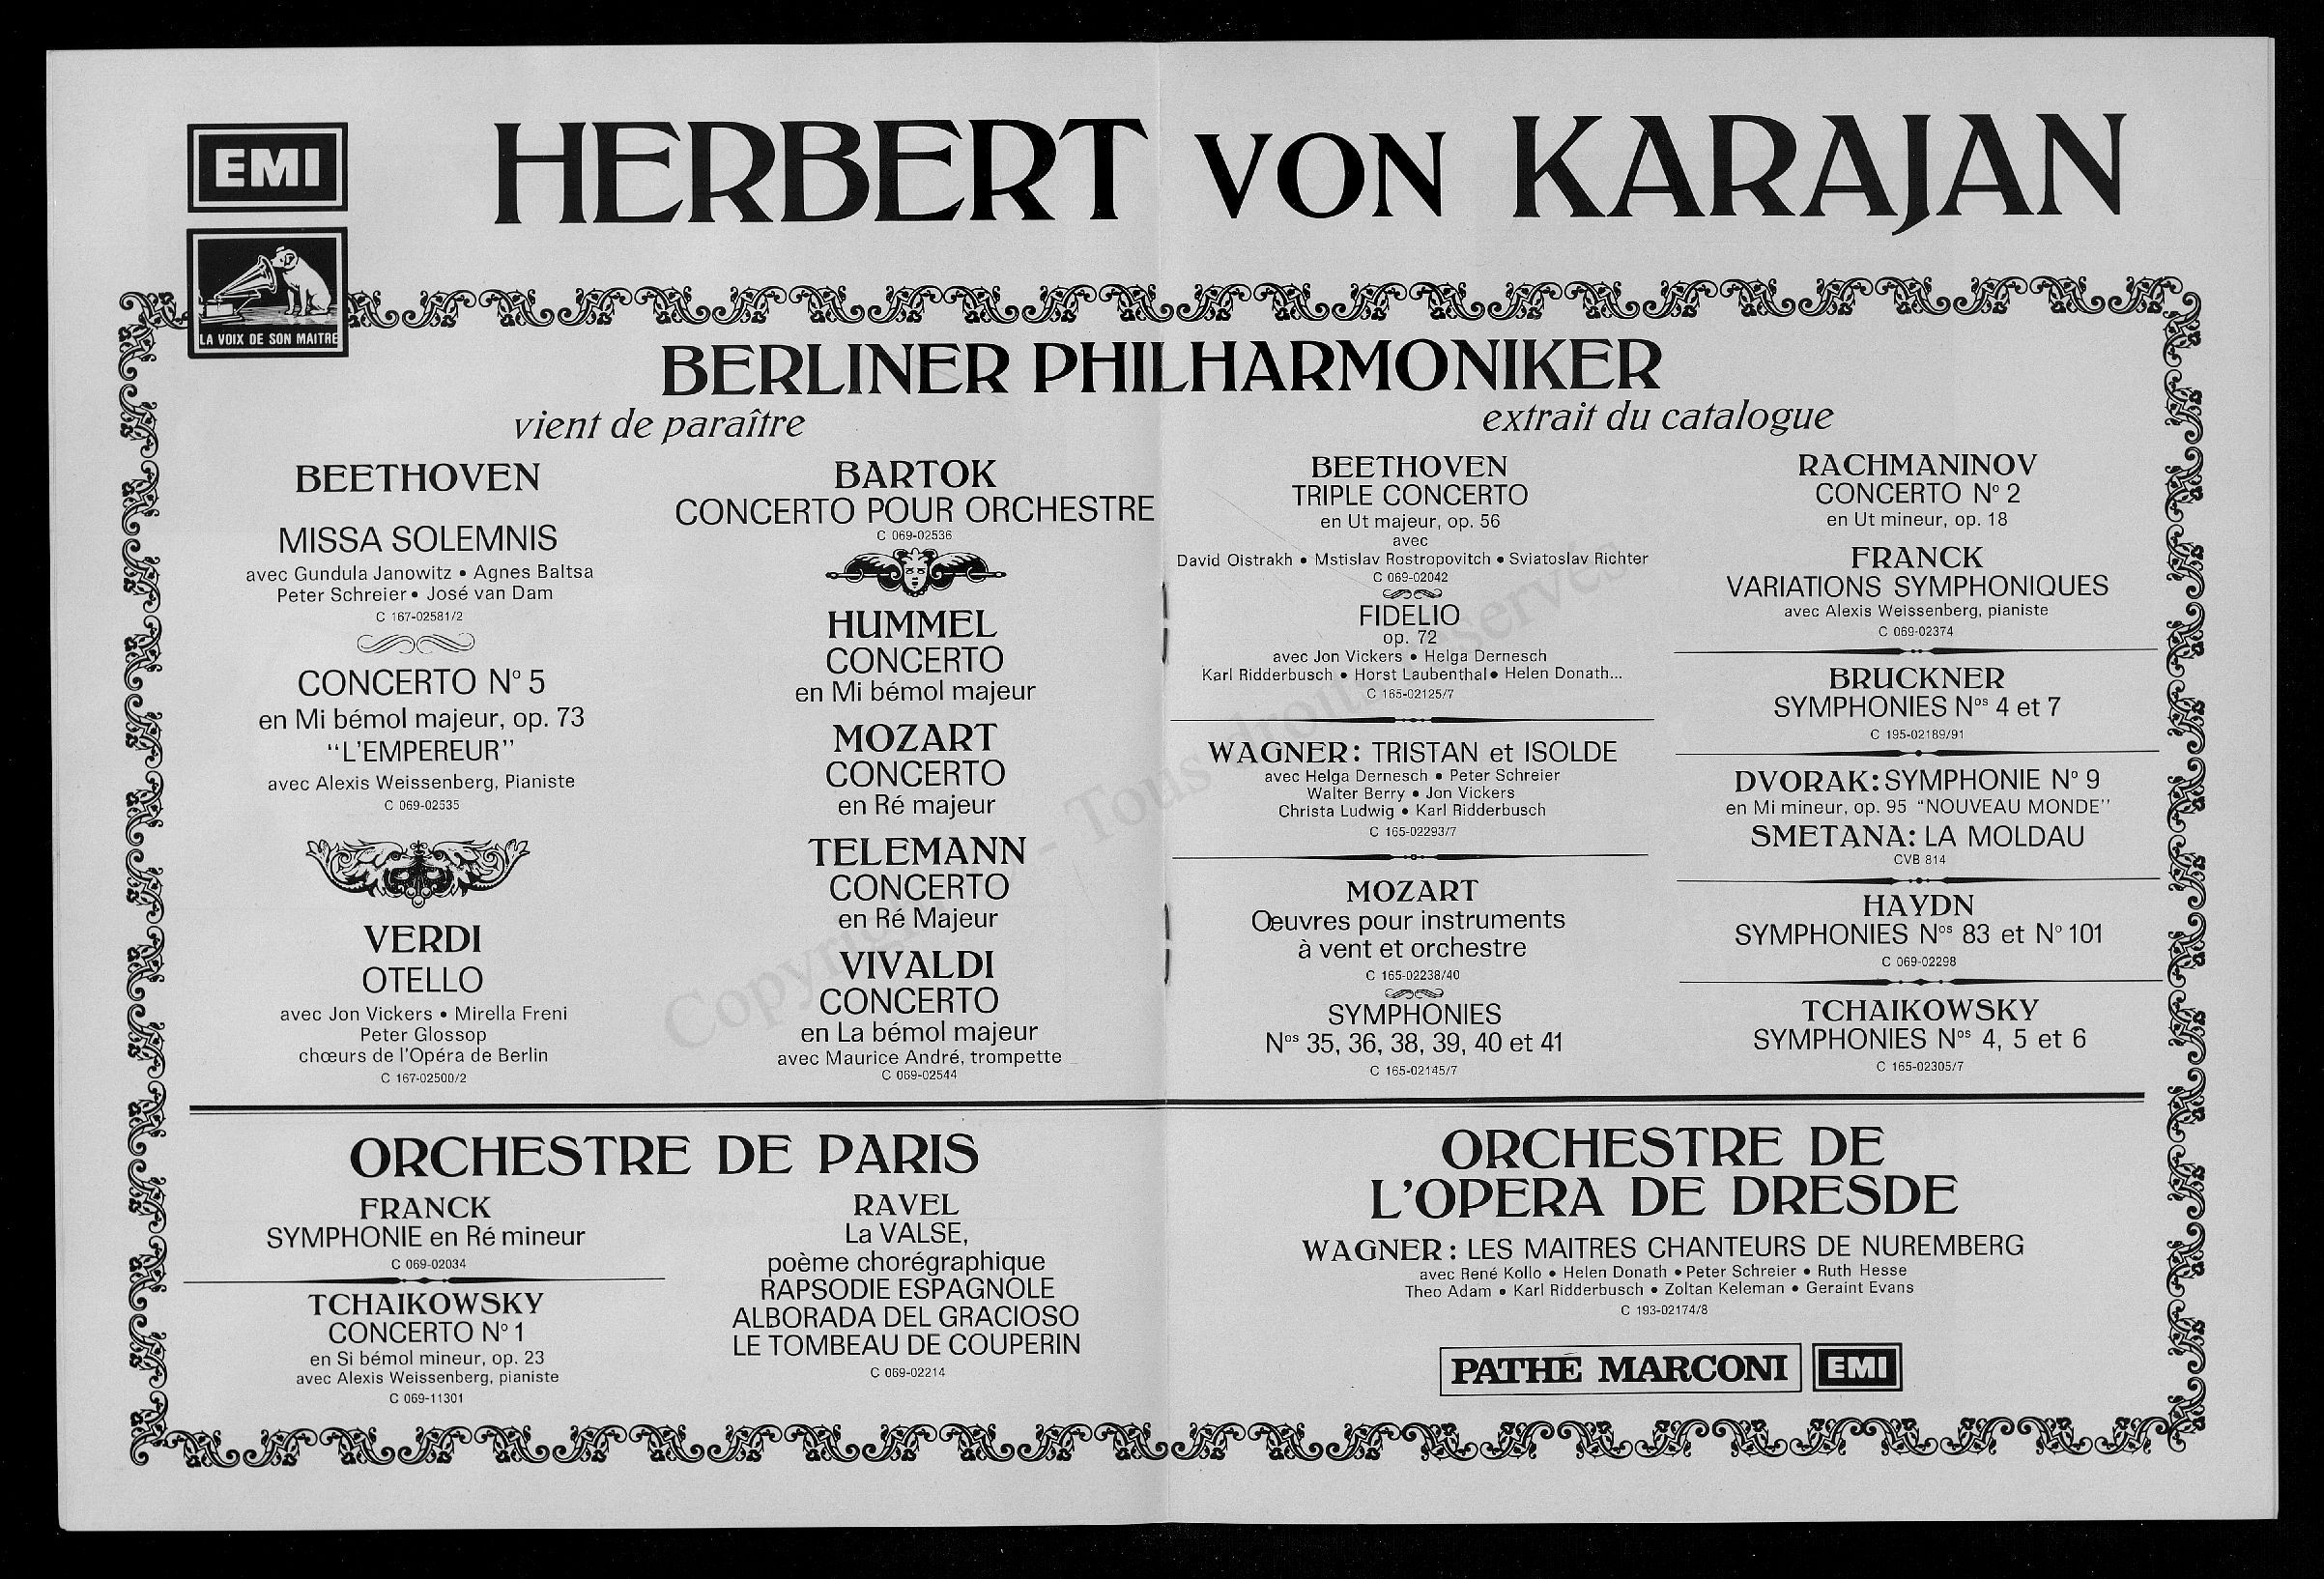 EMI
HERBERT VON KARAJAN
LA VOIX DE SON MAITRE
BERLINER PHILHARMONIKER
vient de paraître
BEETHOVEN
MISSA SOLEMNIS
avec Gundula Janowitz • Agnes Baltsa
Peter Schreier • José van Dam
C 167-02581/2
CONCERTO N° 5
en Mi bémol majeur, op. 73
"L'EMPEREUR"
avec Alexis Weissenberg, Pianiste
C 069-02535
VERDI
OTELLO
avec Jon Vickers • Mirella Freni
Peter Glossop
chœurs de l'Opéra de Berlin
C 167-02500/2
BARTOK
CONCERTO POUR ORCHESTRE
C 069-02536
HUMMEL
CONCERTO
en Mi bémol majeur
MOZART
CONCERTO
en Ré majeur
TELEMANN
CONCERTO
en Ré Majeur
VIVALDI
CONCERTO
en La bémol majeur
avec Maurice André, trompette
C 069-02544
extrait du catalogue
BEETHOVEN
TRIPLE CONCERTO
en Ut majeur, op. 56
avec
David Oistrakh • Mstislav Rostropovitch • Sviatoslav Richter
C 069-02042
FIDELIO
op. 72
avec Jon Vickers • Helga Dernesch
Karl Ridderbusch • Horst Laubenthal • Helen Donath...
C 165-02125/7
WAGNER: TRISTAN et ISOLDE
avec Helga Dernesch • Peter Schreier
Walter Berry • Jon Vickers
Christa Ludwig • Karl Ridderbusch
C 165-02293/7
MOZART
Œuvres pour instruments
à vent et orchestre
C 165-02238/40
SYMPHONIES
Nos 35, 36, 38, 39, 40 et 41
C 165-02145/7
RACHMANINOV
CONCERTO N° 2
en Ut mineur, op. 18
FRANCK
VARIATIONS SYMPHONIQUES
avec Alexis Weissenberg, pianiste
C 069-02374
BRUCKNER
SYMPHONIES Nos 4 et 7
C 195-02189/91
DVORAK: SYMPHONIE N° 9
en Mi mineur, op. 95 "NOUVEAU MONDE"
SMETANA: LA MOLDAU
CVB 814
HAYDN
SYMPHONIES Nos 83 et N° 101
C 069-02298
TCHAIKOWSKY
SYMPHONIES Nos 4, 5 et 6
C 165-02305/7
ORCHESTRE DE PARIS
FRANCK
SYMPHONIE en Ré mineur
C 069-02034
TCHAIKOWSKY
CONCERTO N° 1
en Si bémol mineur, op. 23
avec Alexis Weissenberg, pianiste
C 069-11301
RAVEL
La VALSE,
poème chorégraphique
RAPSODIE ESPAGNOLE
ALBORADA DEL GRACIOSO
LE TOMBEAU DE COUPERIN
C 069-02214
ORCHESTRE DE
L'OPERA DE DRESDE
WAGNER: LES MAITRES CHANTEURS DE NUREMBERG
avec René Kollo • Helen Donath • Peter Schreier • Ruth Hesse
Theo Adam • Karl Ridderbusch • Zoltan Keleman • Geraint Evans
C 193-02174/8
PATHÉ MARCONI EMI